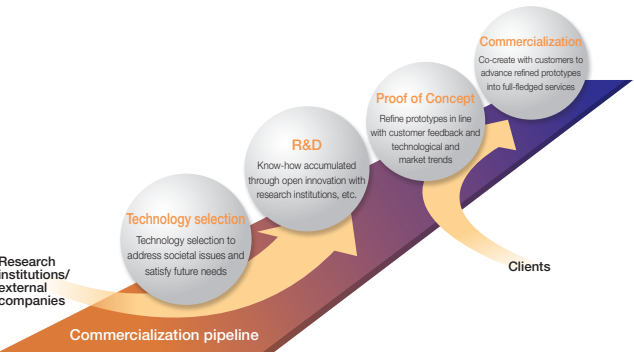 Commercialization
Co-create with customers to
advance refined prototypes
into full-fledged services
Proof of Concept
Refine prototypes in line
with customer feedback and
technological and
market trends
R&D
Know-how accumulated
through open innovation with
research institutions, etc.
Technology selection
Technology selection to
address societal issues and
satisfy future needs
Research
institutions/
external
companies
Clients
Commercialization pipeline